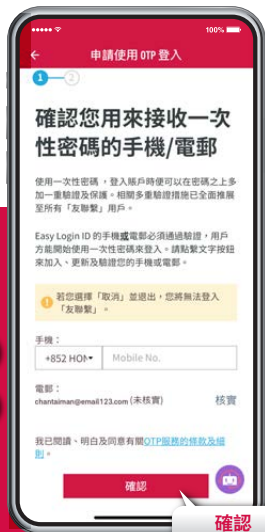 100%
申請使用 OTP 登入
1 2
確認您用來接收一次
性密碼的手機/電郵
使用一次性密碼，登入賬戶時便可以在密碼之上多
加一重驗證及保護。相關多重驗證措施已全面推展
至所有「友聯繫」用戶。
Easy Login ID 的手機或電郵必須通過驗證，用戶
方能開始使用一次性密碼來登入。請點繫文字按鈕
來加入、更新及驗證您的手機或電郵。
若您選擇「取消」並退出，您將無法登入
「友聯繫」。
手機：
+852 HON Mobile No.
電郵：
chantaiman@email123.com (未核實) 核實
我已閱讀、明白及同意有關OTP服務的條款及細
則。
確認
確認